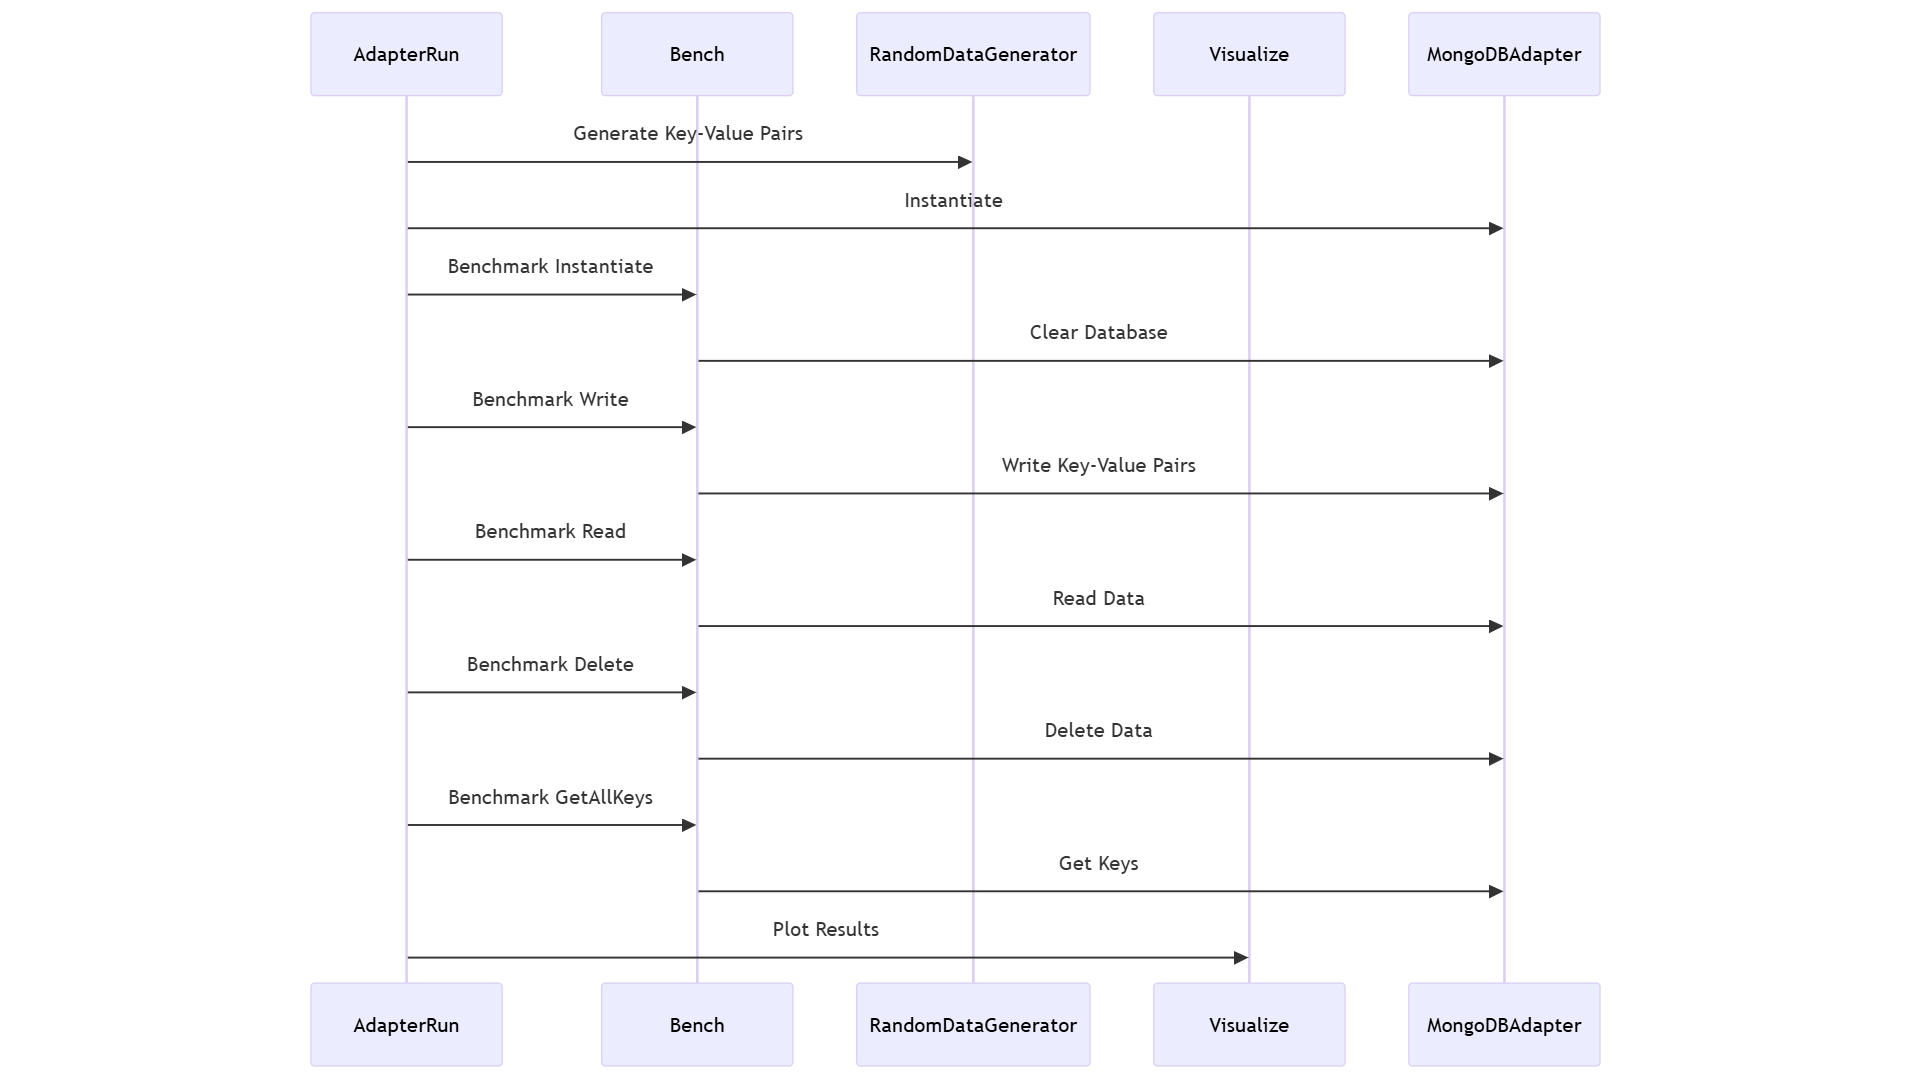 AdapterRun
Bench
RandomDataGenerator
Visualize
MongoDBAdapter
Generate Key-Value Pairs
Instantiate
Benchmark Instantiate
Clear Database
Benchmark Write
Write Key-Value Pairs
Benchmark Read
Read Data
Benchmark Delete
Delete Data
Benchmark GetAllKeys
Get Keys
Plot Results
AdapterRun
Bench
RandomDataGenerator
Visualize
MongoDBAdapter